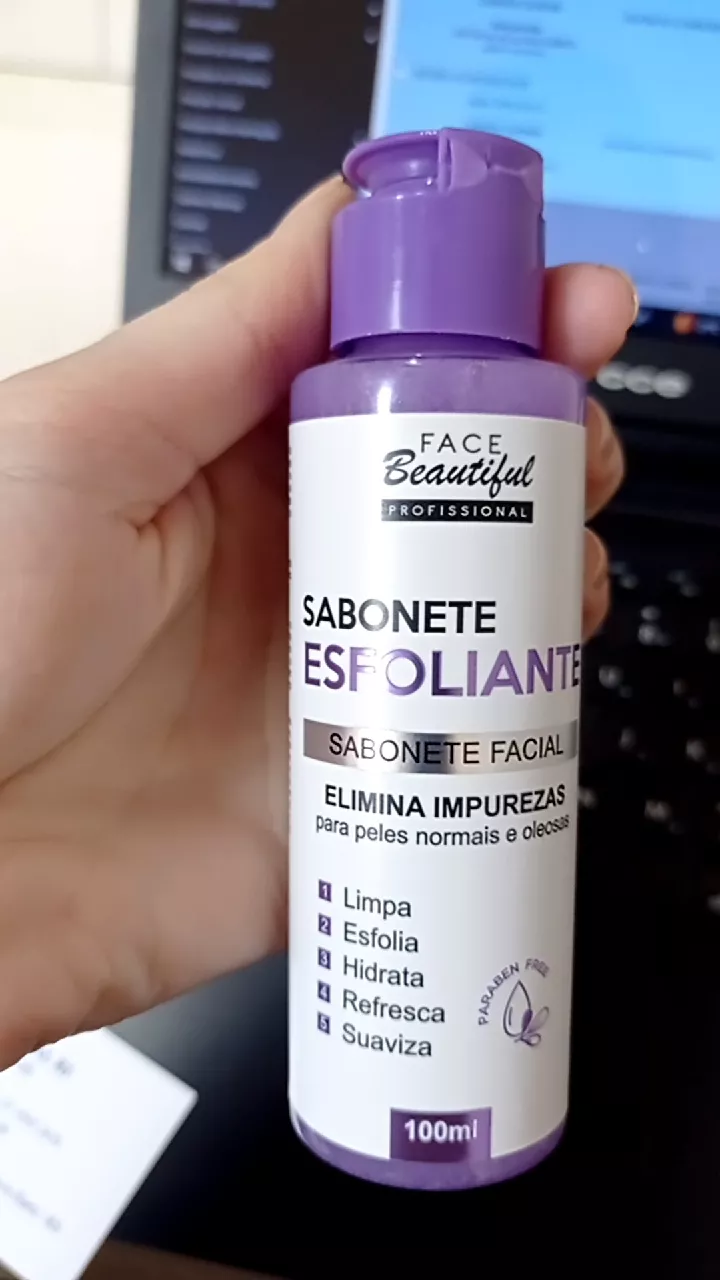 FACE
Beautiful
PROFISSIONAL
SABONETE
ESFOLIANTE
SABONETE FACIAL
ELIMINA IMPUREZAS
para peles normais e oleosas
1 Limpa
2 Esfolia
3 Hidrata
4 Refresca
5 Suaviza
PARABEN FREE
100ml